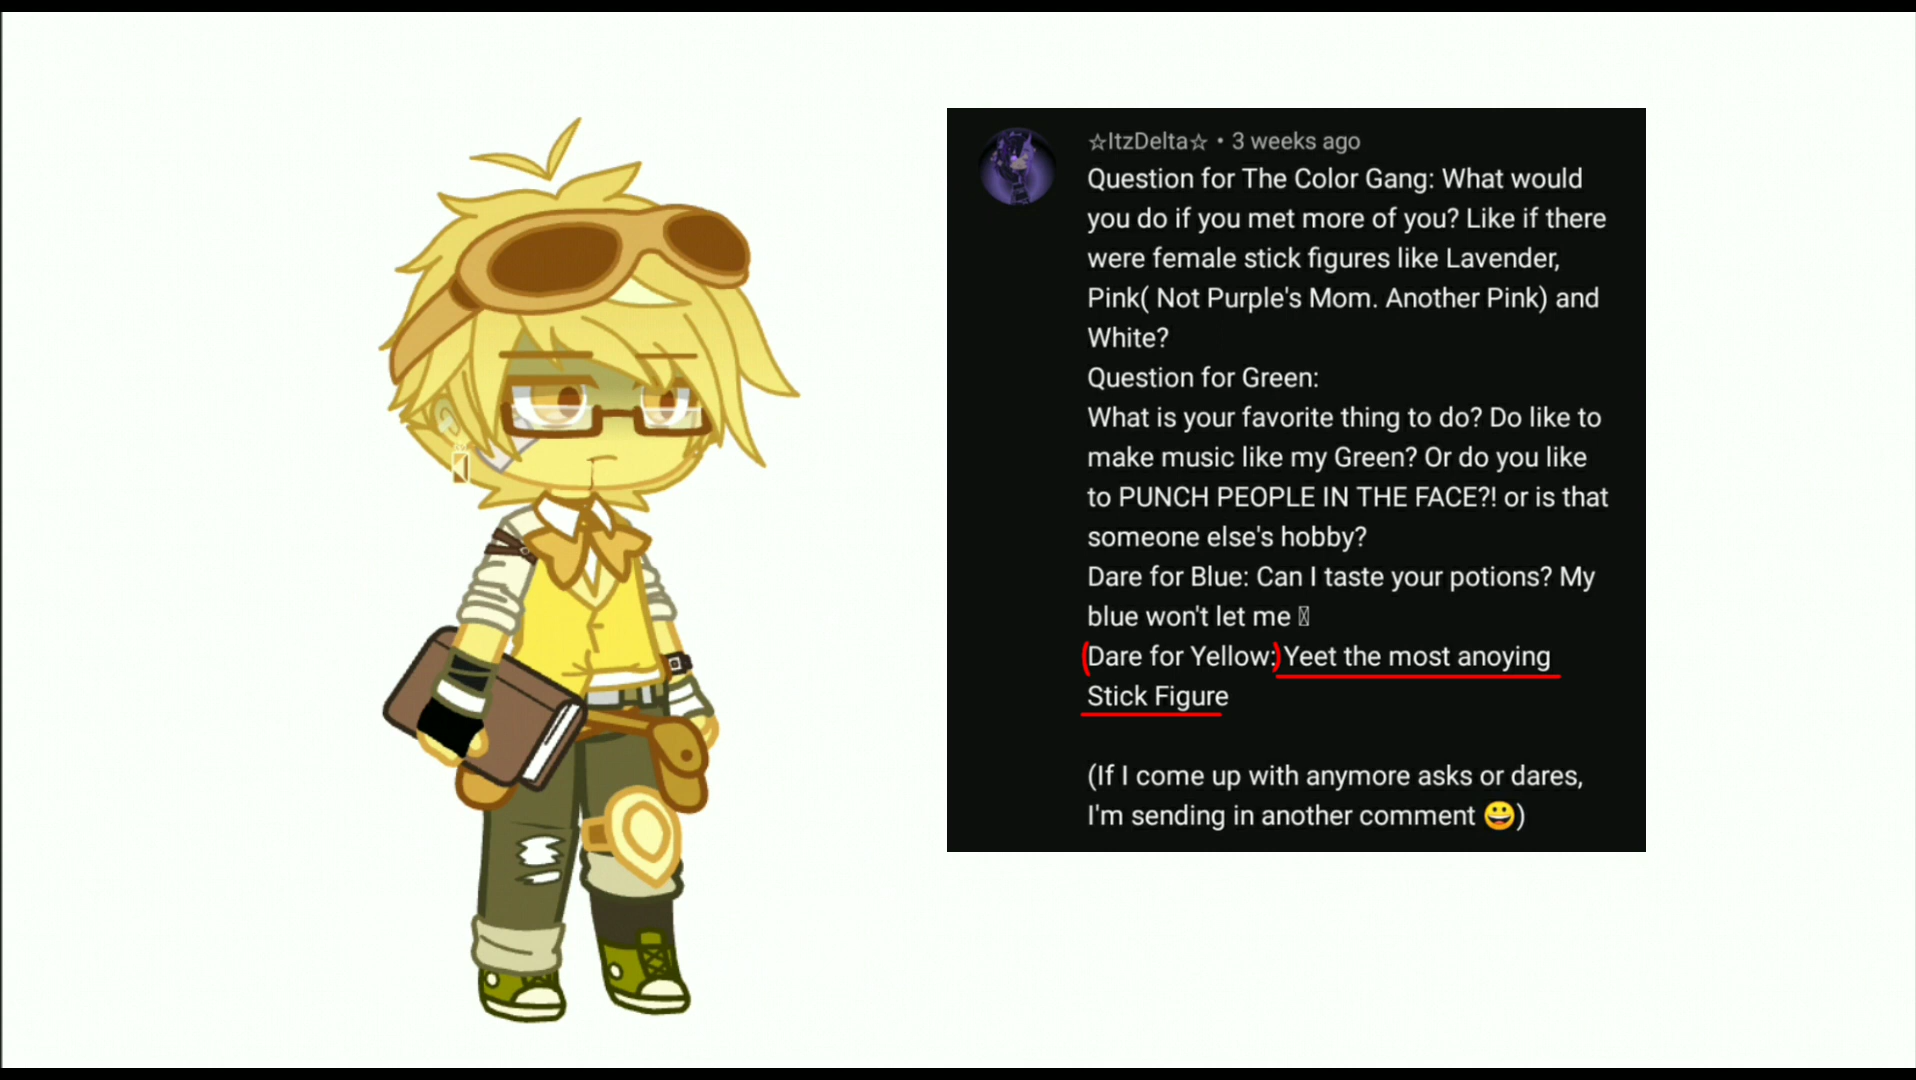 ☆ItzDelta☆ • 3 weeks ago
Question for The Color Gang: What would
you do if you met more of you? Like if there
were female stick figures like Lavender,
Pink( Not Purple's Mom. Another Pink) and
White?
Question for Green:
What is your favorite thing to do? Do like to
make music like my Green? Or do you like
to PUNCH PEOPLE IN THE FACE?! or is that
someone else's hobby?
Dare for Blue: Can I taste your potions? My
blue won't let me
(Dare for Yellow:) Yeet the most anoying
Stick Figure
(If I come up with anymore asks or dares,
I'm sending in another comment 😀)